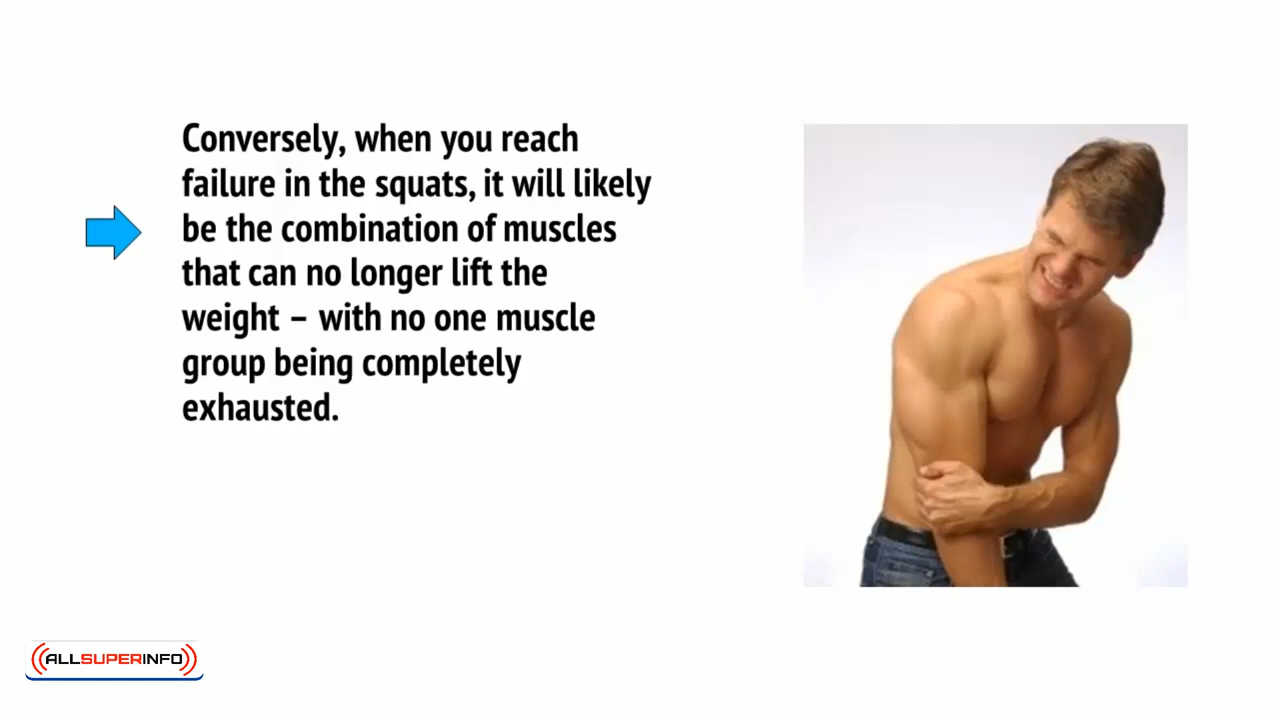 Conversely, when you reach
failure in the squats, it will likely
be the combination of muscles
that can no longer lift the
weight – with no one muscle
group being completely
exhausted.
ALLSUPERINFO